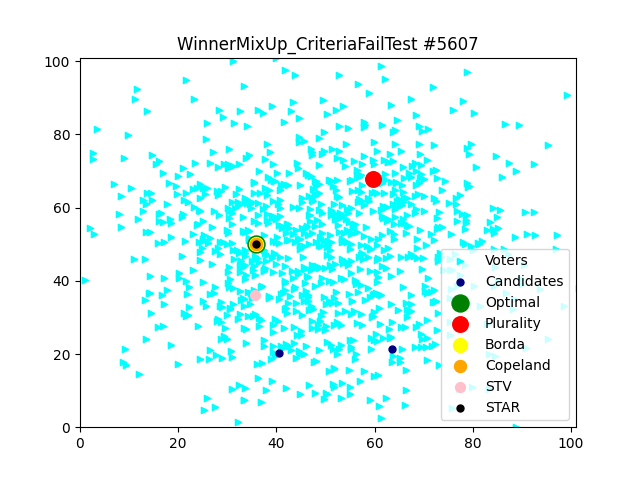 WinnerMixUp_CriteriaFailTest #5607
100
80
60
40
20
0
0 20 40 60 80 100
Voters
Candidates
Optimal
Plurality
Borda
Copeland
STV
STAR